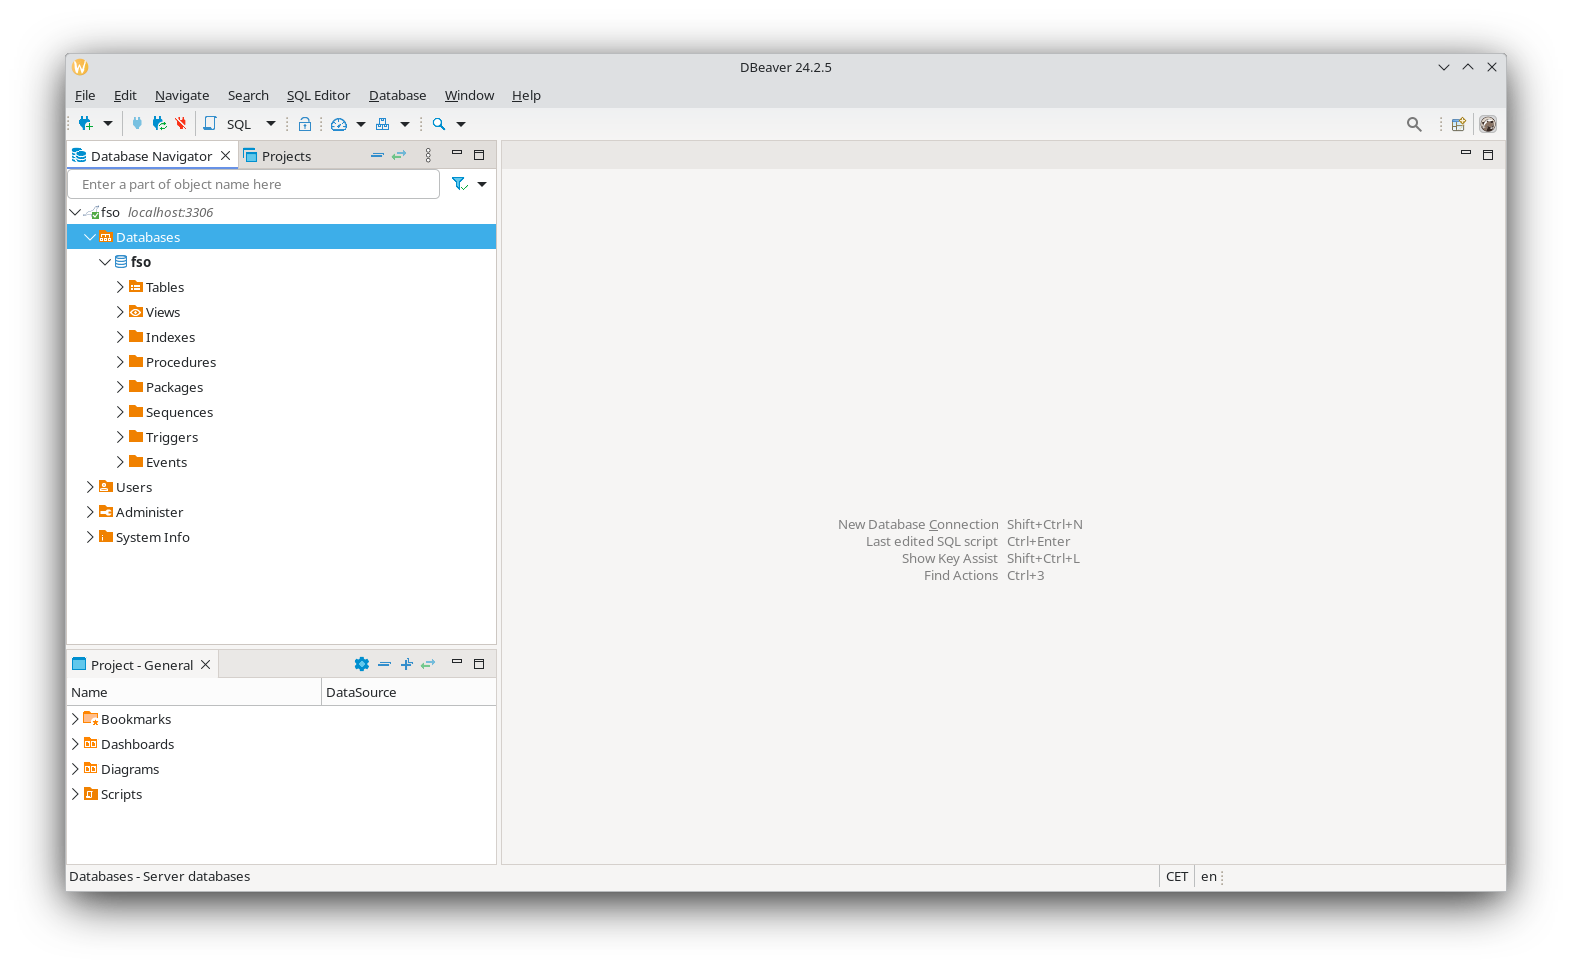 DBeaver 24.2.5
File Edit Navigate Search SQL Editor Database Window Help
SQL
Database Navigator Projects
Enter a part of object name here
fso localhost:3306
Databases
fso
Tables
Views
Indexes
Procedures
Packages
Sequences
Triggers
Events
Users
Administer
System Info
New Database Connection Shift+Ctrl+N
Last edited SQL script Ctrl+Enter
Show Key Assist Shift+Ctrl+L
Find Actions Ctrl+3
Project - General
Name DataSource
Bookmarks
Dashboards
Diagrams
Scripts
Databases - Server databases CET en